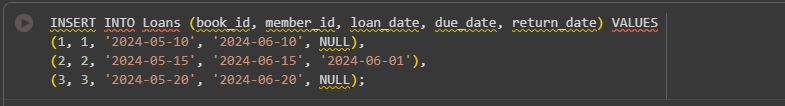 INSERT INTO Loans (book_id, member_id, loan_date, due_date, return_date) VALUES
(1, 1, '2024-05-10', '2024-06-10', NULL),
(2, 2, '2024-05-15', '2024-06-15', '2024-06-01'),
(3, 3, '2024-05-20', '2024-06-20', NULL);